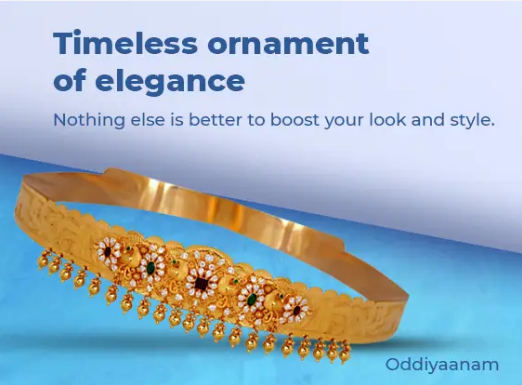 Timeless ornament
of elegance
Nothing else is better to boost your look and style.
Oddiyaanam